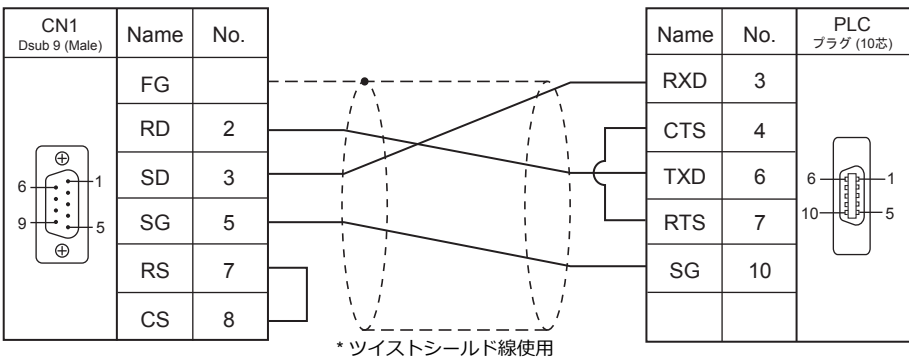 CN1
Dsub 9 (Male)
Name
No.
FG
RD 2
SD 3
SG 5
RS 7
CS 8
6
1
9
5
Name
No.
PLC
プラグ (10芯)
RXD 3
CTS 4
TXD 6
RTS 7
SG 10
6
1
10
5
* ツイストシールド線使用